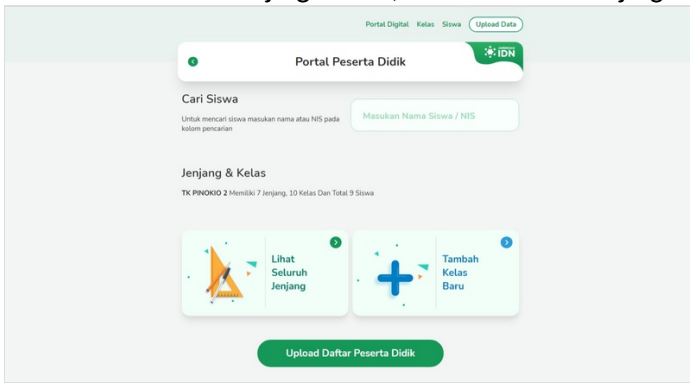 Portal Digital Kelas Siswa Upload Data
Portal Peserta Didik
IDN
Cari Siswa
Untuk mencari siswa masukan nama atau NIS pada
kolom pencarian
Masukan Nama Siswa / NIS
Jenjang & Kelas
TK PINOKIO 2 Memiliki 7 Jenjang, 10 Kelas Dan Total 9 Siswa
Lihat
Seluruh
Jenjang
Tambah
Kelas
Baru
Upload Daftar Peserta Didik